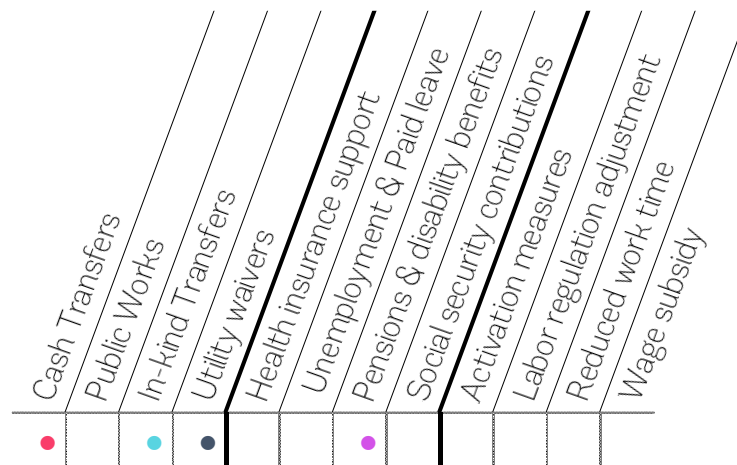 Cash Transfers
Public Works
In-kind Transfers
Utility waivers
Health insurance support
Unemployment & Paid leave
Pensions & disability benefits
Social security contributions
Activation measures
Labor regulation adjustment
Reduced work time
Wage subsidy